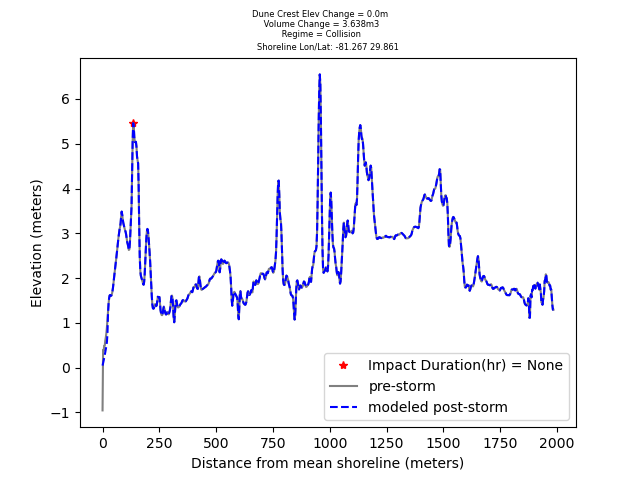 Dune Crest Elev Change = 0.0m
Volume Change = 3.638m3
Regime = Collision
Shoreline Lon/Lat: -81.267 29.861
6
5
4
3
2
1
0
−1
Elevation (meters)
Impact Duration(hr) = None
pre-storm
modeled post-storm
0
250
500
750
1000
1250
1500
1750
2000
Distance from mean shoreline (meters)